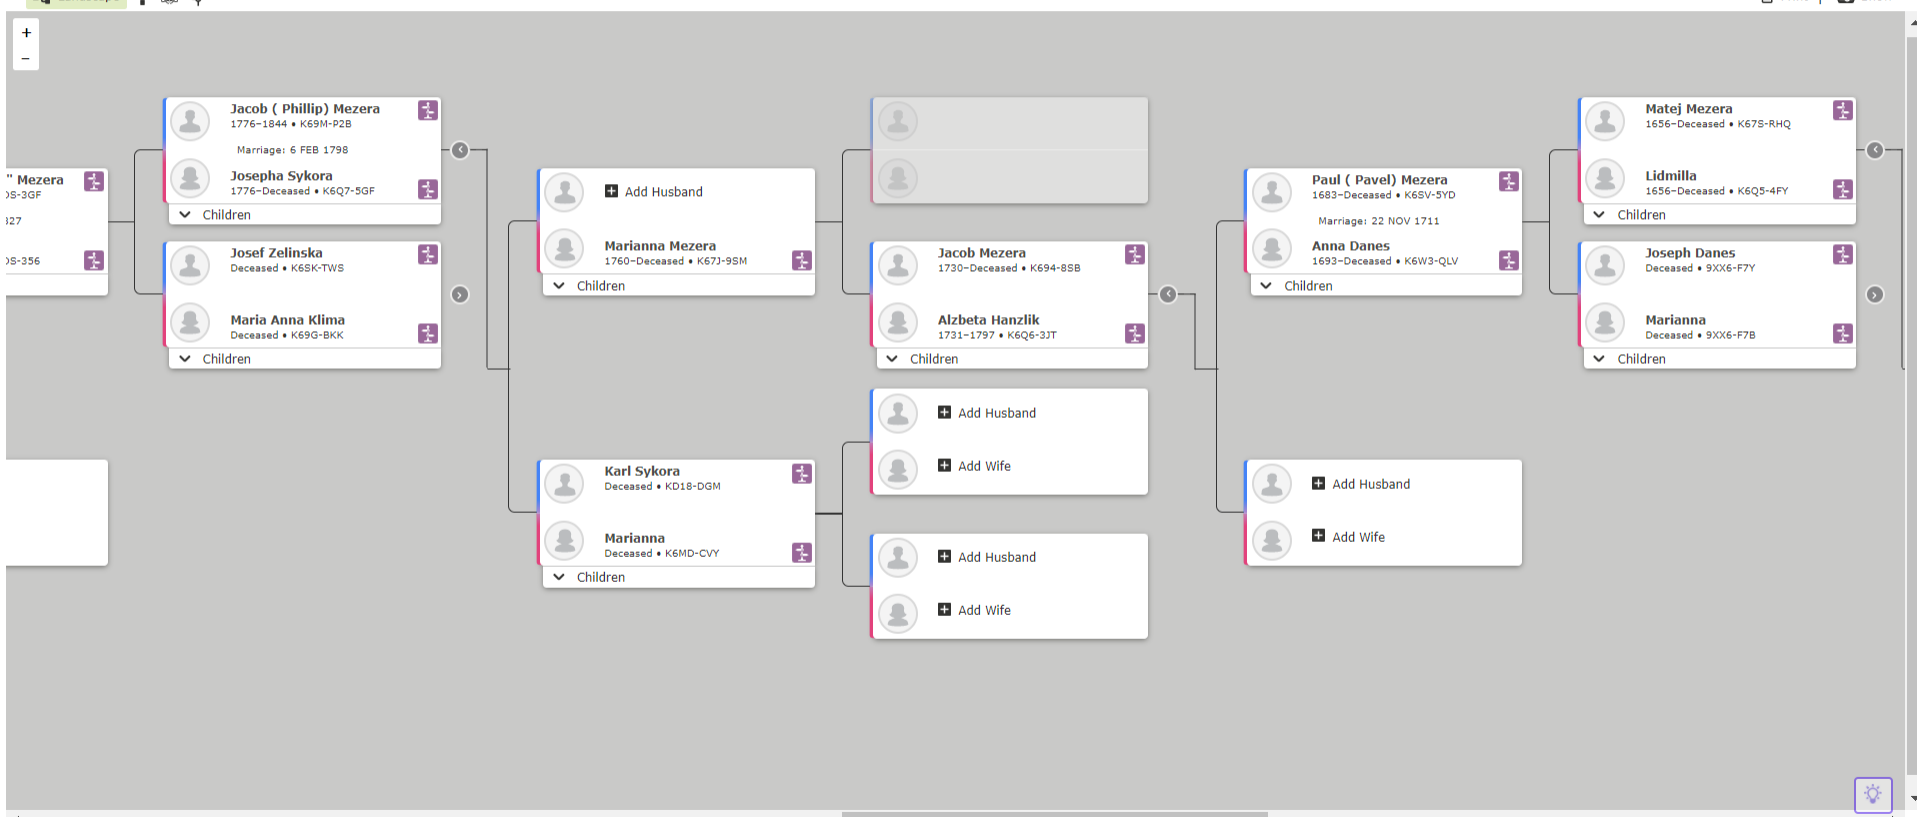 +
−
" Mezera
DS-3GF
327
DS-356
Jacob ( Phillip) Mezera
1776–1844 • K69M-P2B
Marriage: 6 FEB 1798
Josepha Sykora
1776–Deceased • K6Q7-5GF
Children
Josef Zelinska
Deceased • K6SK-TWS
Maria Anna Klima
Deceased • K69G-BKK
Children
Add Husband
Marianna Mezera
1760–Deceased • K67J-9SM
Children
Karl Sykora
Deceased • KD18-DGM
Marianna
Deceased • K6MD-CVY
Children
Jacob Mezera
1730–Deceased • K694-8SB
Alzbeta Hanzlik
1731–1797 • K6Q6-3JT
Children
Add Husband
Add Wife
Add Husband
Add Wife
Paul ( Pavel) Mezera
1683–Deceased • K6SV-5YD
Marriage: 22 NOV 1711
Anna Danes
1693–Deceased • K6W3-QLV
Children
Add Husband
Add Wife
Matej Mezera
1656–Deceased • K67S-RHQ
Lidmilla
1656–Deceased • K6Q5-4FY
Children
Joseph Danes
Deceased • 9XX6-F7Y
Marianna
Deceased • 9XX6-F7B
Children